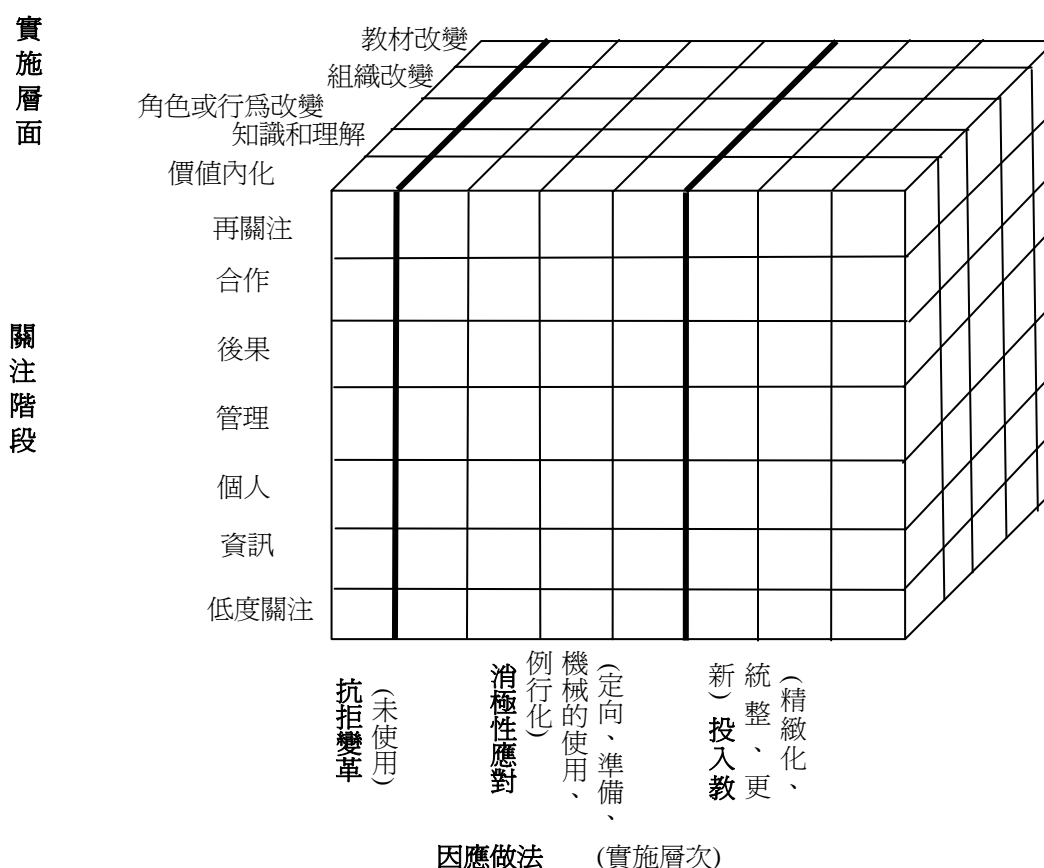 實施層面
教材改變
組織改變
角色或行為改變
知識和理解
價值內化
關注階段
再關注
合作
後果
管理
個人
資訊
低度關注
抗拒變革
(未使用)
消極性應對
(定向、準備、
機械的使用、
例行化)
(精緻化、
統整、更
新) 投入教
因應做法 (實施層次)